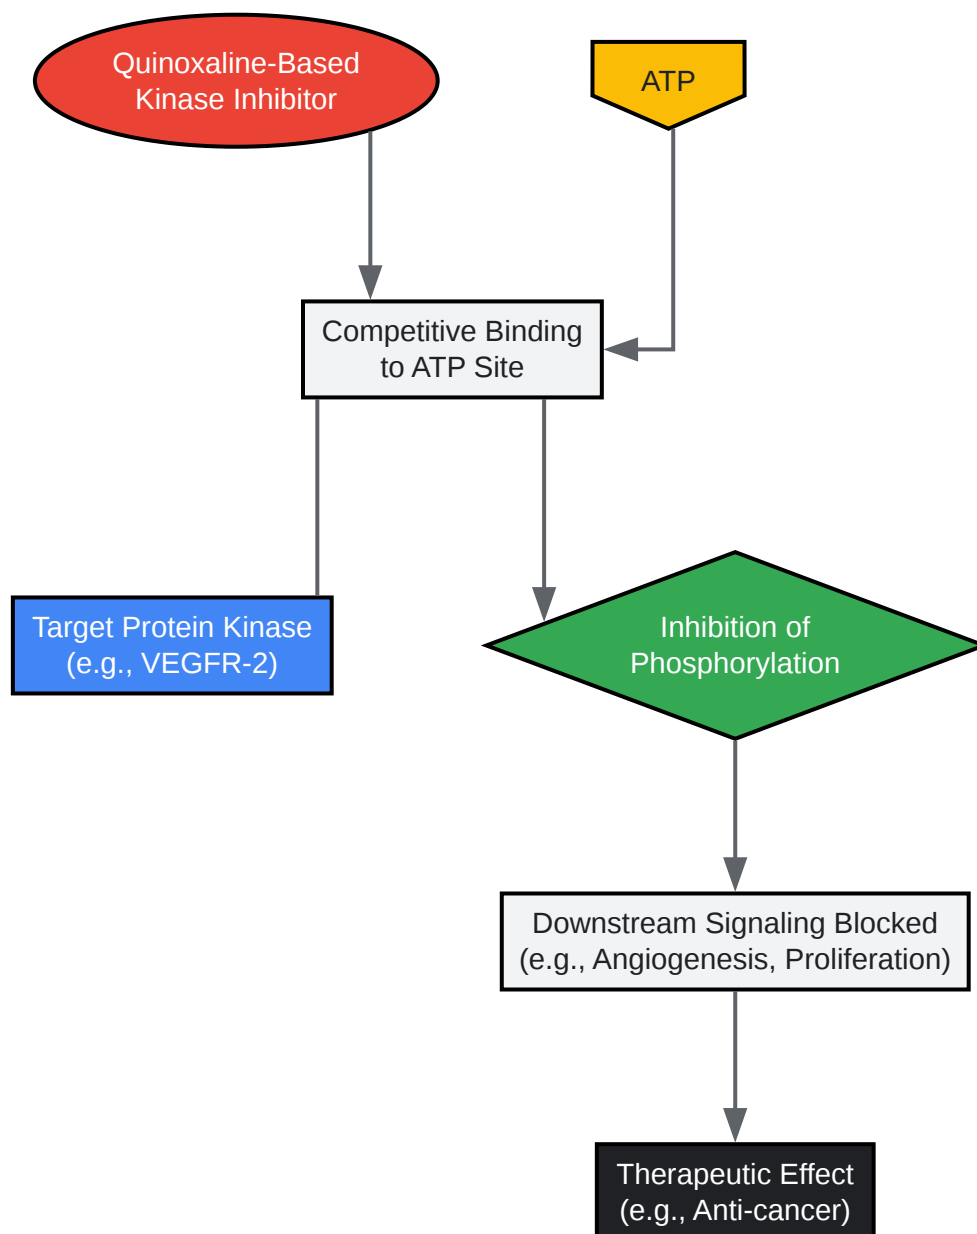 Quinoxaline-Based
Kinase Inhibitor
ATP
Competitive Binding
to ATP Site
Target Protein Kinase
(e.g., VEGFR-2)
Inhibition of
Phosphorylation
Downstream Signaling Blocked
(e.g., Angiogenesis, Proliferation)
Therapeutic Effect
(e.g., Anti-cancer)